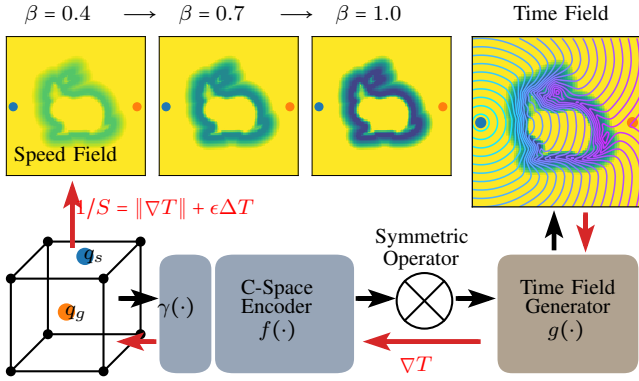 β = 0.4 → β = 0.7 → β = 1.0
Time Field
Speed Field
1/S = ‖∇T‖ + ϵΔT
q_s
q_g
γ(·)
C-Space
Encoder
f(·)
Symmetric
Operator
∇T
Time Field
Generator
g(·)